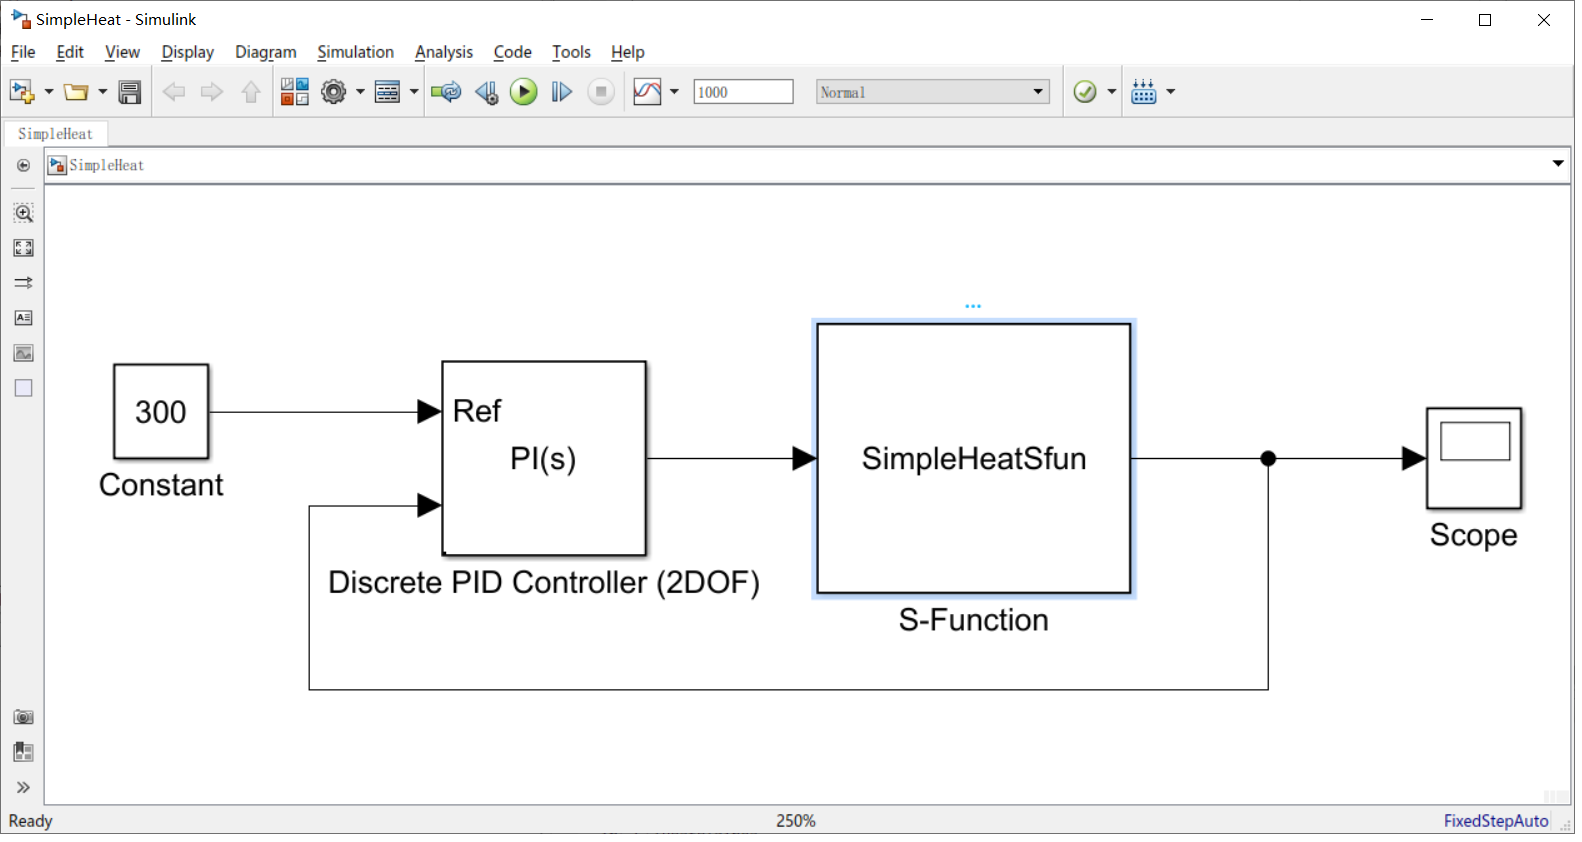 SimpleHeat - Simulink
File Edit View Display Diagram Simulation Analysis Code Tools Help
1000 Normal
SimpleHeat
SimpleHeat
300
Constant
Ref
PI(s)
Discrete PID Controller (2DOF)
...
SimpleHeatSfun
S-Function
Scope
Ready 250% FixedStepAuto